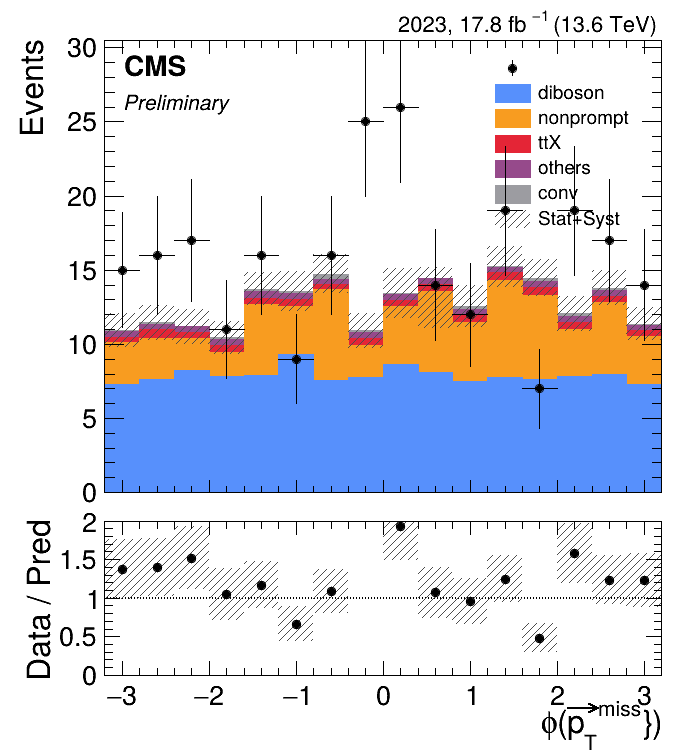 2023, 17.8 fb⁻¹ (13.6 TeV)
CMS
Preliminary
diboson
nonprompt
ttX
others
conv
Stat+Syst
Events
30
25
20
15
10
5
0
Data / Pred
2
1.5
1
0.5
0
−3 −2 −1 0 1 2 3
ϕ(p⃗_T^miss})